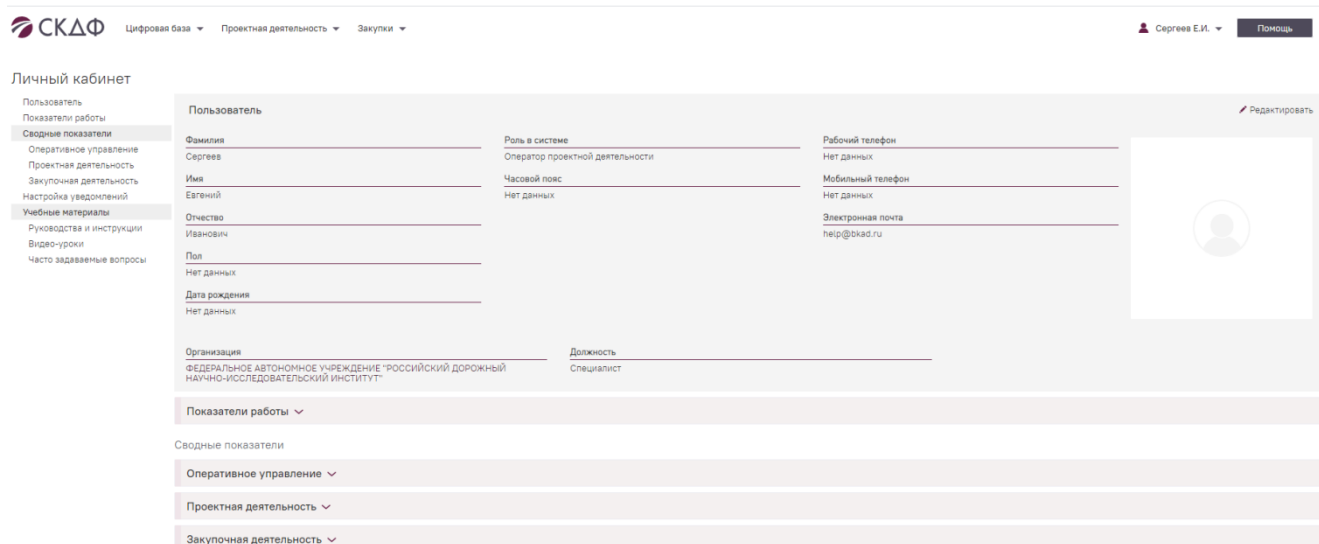 СКДФ
Цифровая база
Проектная деятельность
Закупки
Сергеев Е.И.
Помощь
Личный кабинет
Пользователь
Показатели работы
Сводные показатели
Оперативное управление
Проектная деятельность
Закупочная деятельность
Настройка уведомлений
Учебные материалы
Руководства и инструкции
Видео-уроки
Часто задаваемые вопросы
Пользователь
Редактировать
Фамилия
Сергеев
Имя
Евгений
Отчество
Иванович
Пол
Нет данных
Дата рождения
Нет данных
Роль в системе
Оператор проектной деятельности
Часовой пояс
Нет данных
Рабочий телефон
Нет данных
Мобильный телефон
Нет данных
Электронная почта
help@bkad.ru
Организация
ФЕДЕРАЛЬНОЕ АВТОНОМНОЕ УЧРЕЖДЕНИЕ "РОССИЙСКИЙ ДОРОЖНЫЙ
НАУЧНО-ИССЛЕДОВАТЕЛЬСКИЙ ИНСТИТУТ"
Должность
Специалист
Показатели работы
Сводные показатели
Оперативное управление
Проектная деятельность
Закупочная деятельность